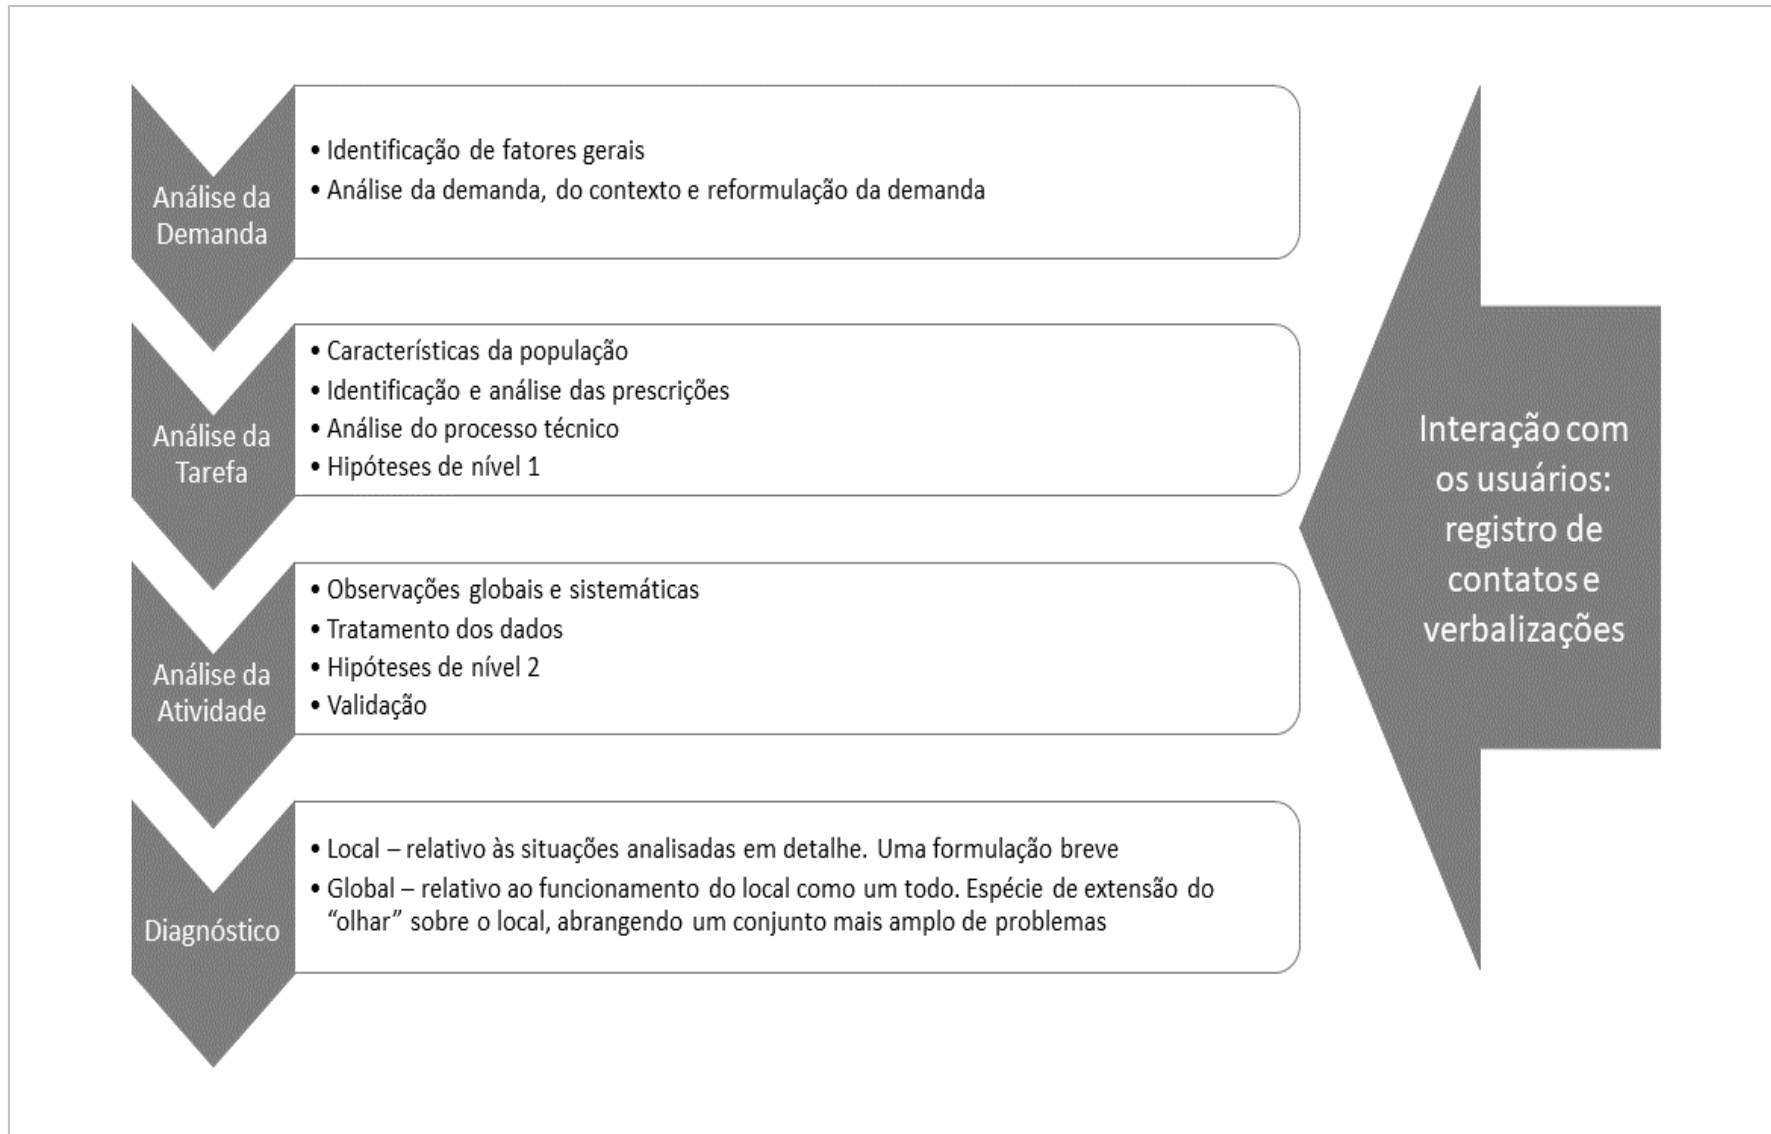 Análise da
Demanda
• Identificação de fatores gerais
• Análise da demanda, do contexto e reformulação da demanda
Análise da
Tarefa
• Características da população
• Identificação e análise das prescrições
• Análise do processo técnico
• Hipóteses de nível 1
Análise da
Atividade
• Observações globais e sistemáticas
• Tratamento dos dados
• Hipóteses de nível 2
• Validação
Diagnóstico
• Local – relativo às situações analisadas em detalhe. Uma formulação breve
• Global – relativo ao funcionamento do local como um todo. Espécie de extensão do
“olhar” sobre o local, abrangendo um conjunto mais amplo de problemas
Interação com
os usuários:
registro de
contatos e
verbalizações